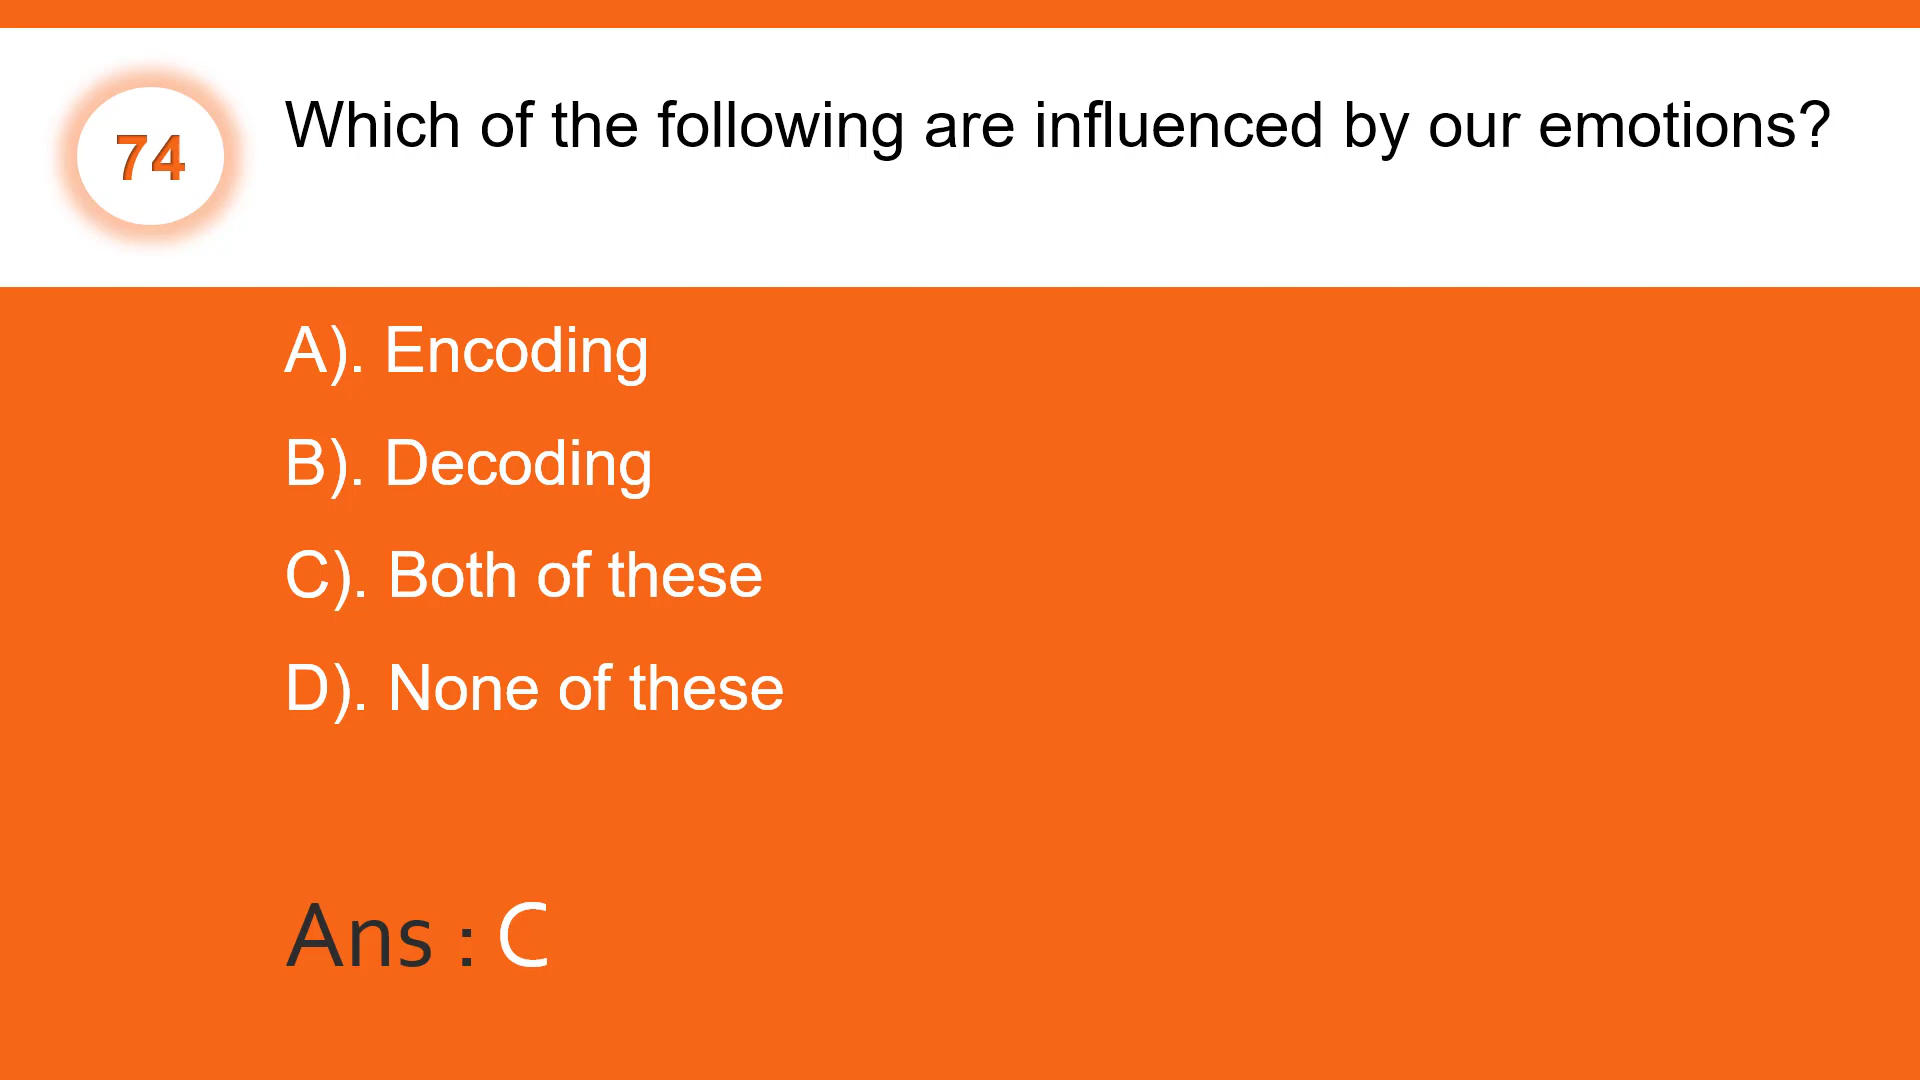 74
Which of the following are influenced by our emotions?
A). Encoding
B). Decoding
C). Both of these
D). None of these
Ans : C